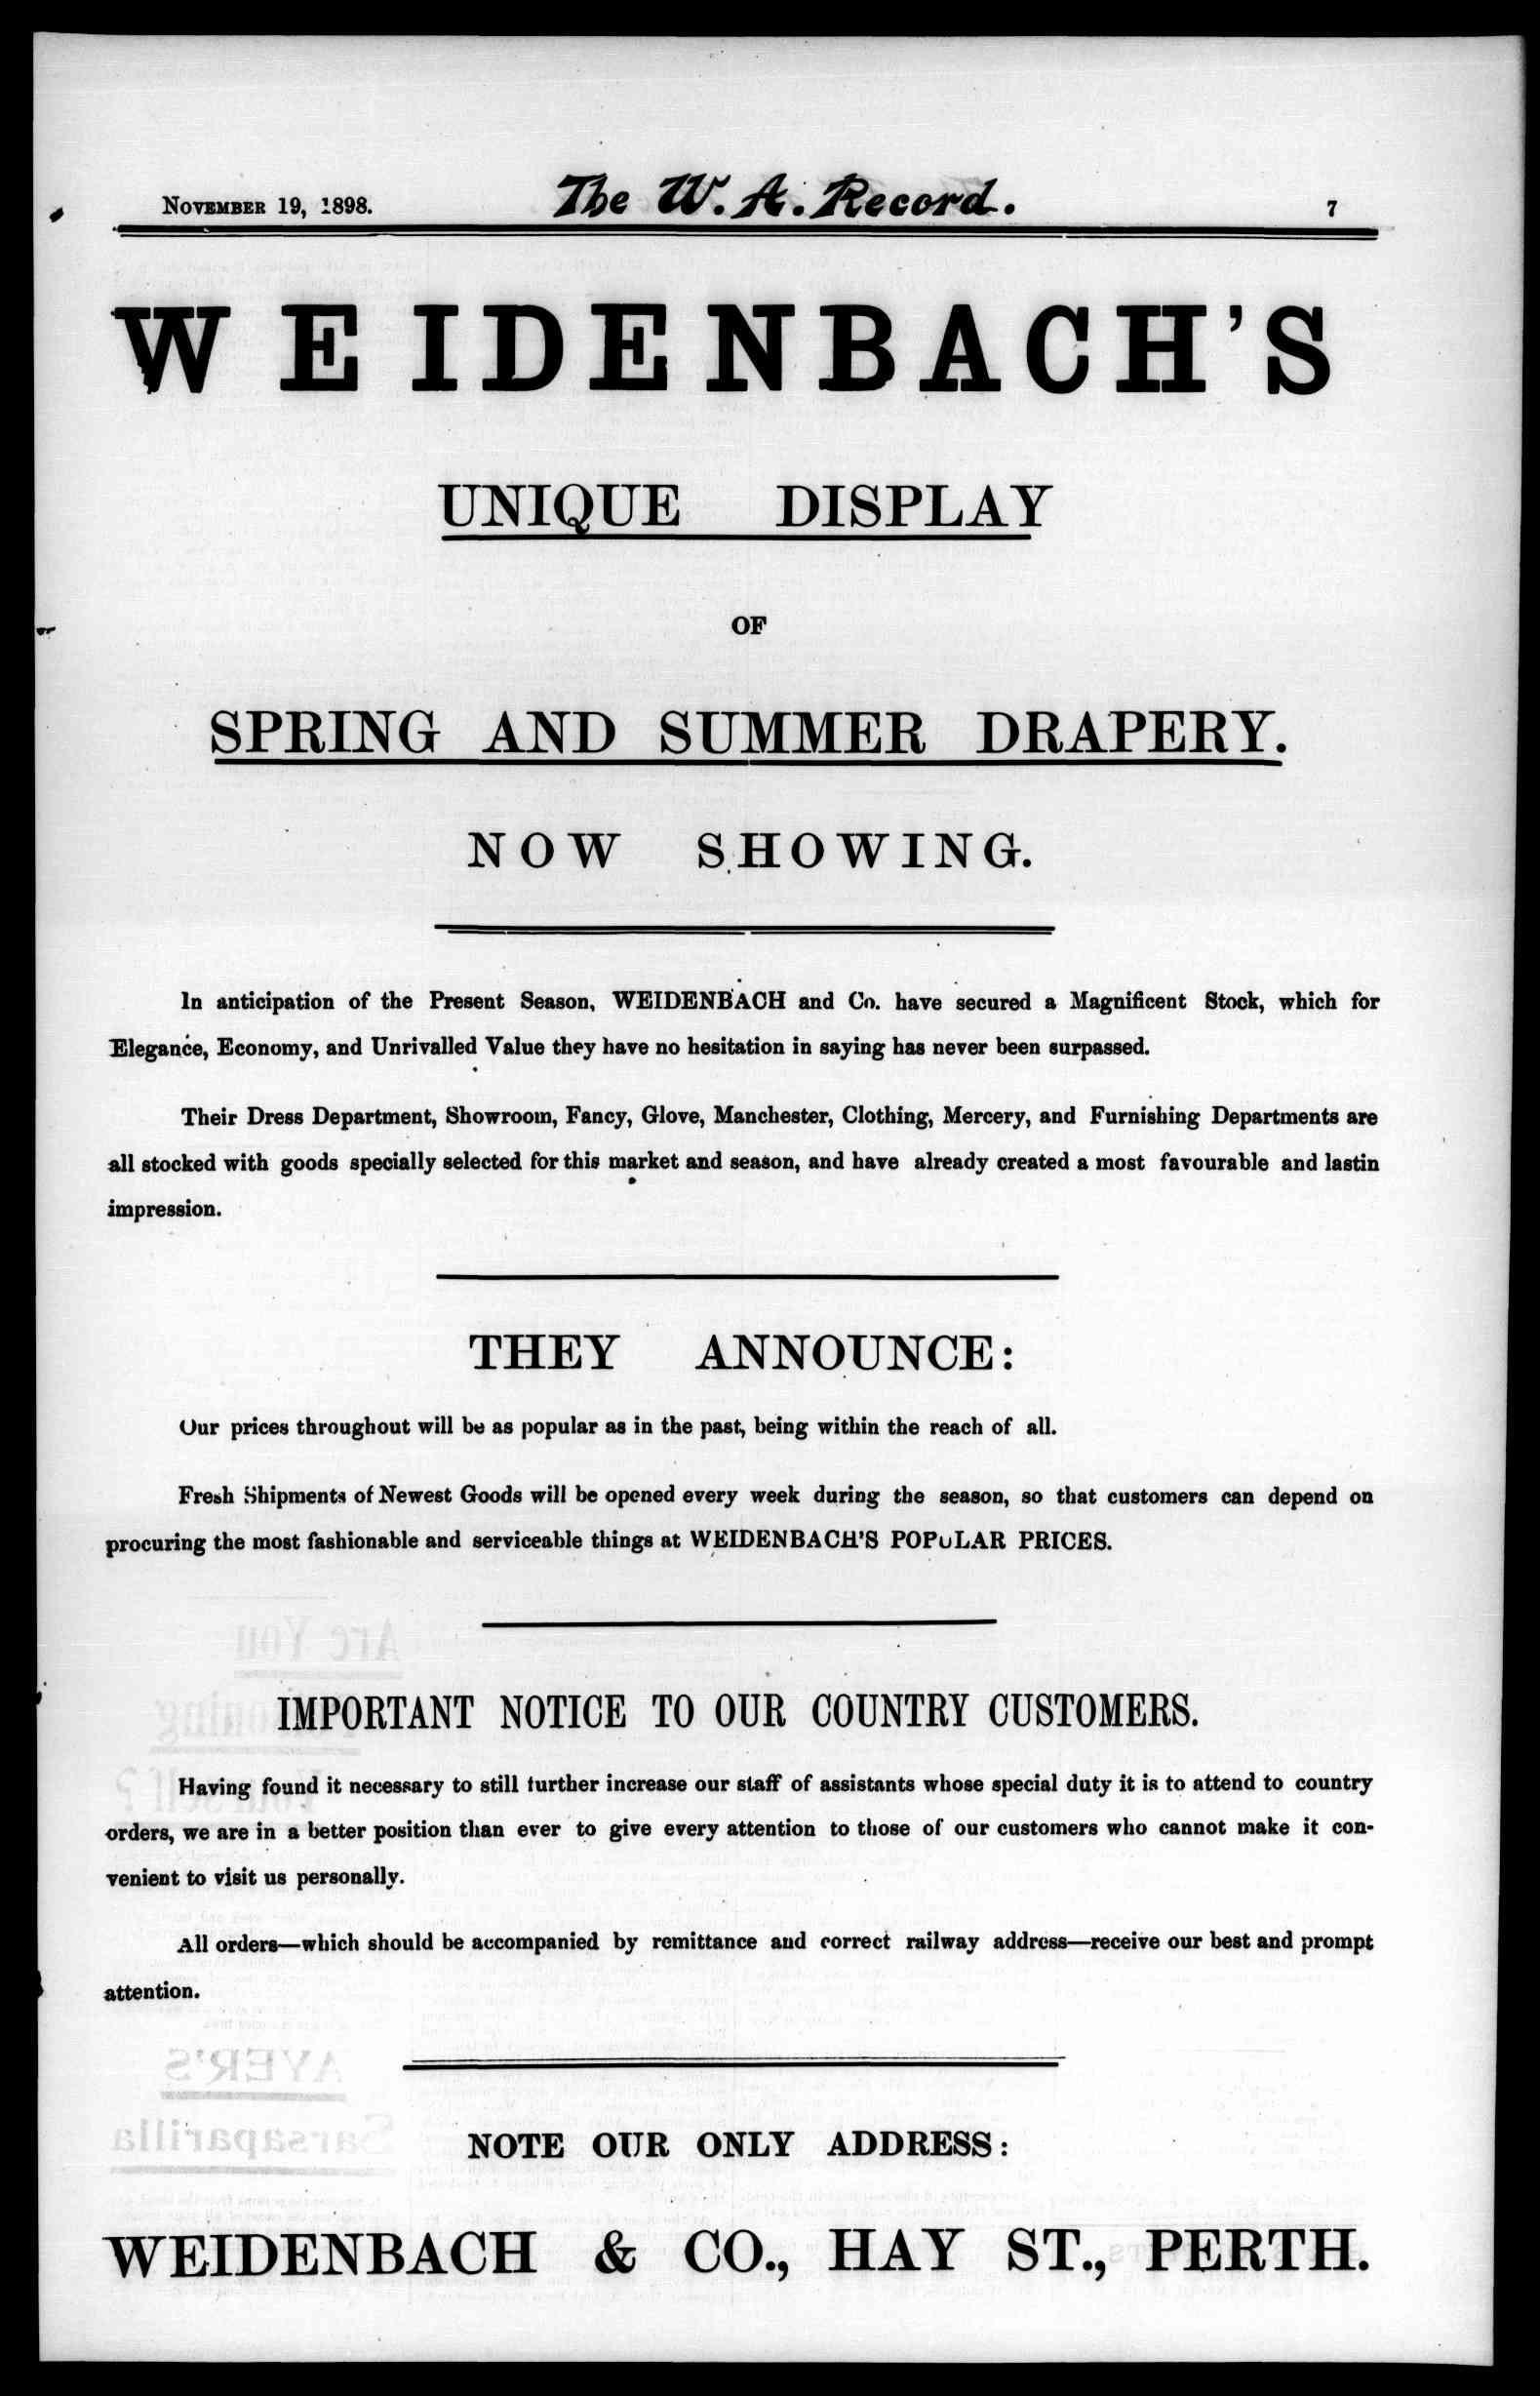 NOVEMBER 19, 1898.
The W. A. Record.
7
WEIDENBACH'S
UNIQUE DISPLAY
OF
SPRING AND SUMMER DRAPERY.
NOW SHOWING.
In anticipation of the Present Season, WEIDENBACH and Co. have secured a Magnificent Stock, which for
Elegance, Economy, and Unrivalled Value they have no hesitation in saying has never been surpassed.
Their Dress Department, Showroom, Fancy, Glove, Manchester, Clothing, Mercery, and Furnishing Departments are
all stocked with goods specially selected for this market and season, and have already created a most favourable and lastin
impression.
THEY ANNOUNCE:
Our prices throughout will be as popular as in the past, being within the reach of all.
Fresh Shipments of Newest Goods will be opened every week during the season, so that customers can depend on
procuring the most fashionable and serviceable things at WEIDENBACH'S POPULAR PRICES.
IMPORTANT NOTICE TO OUR COUNTRY CUSTOMERS.
Having found it necessary to still further increase our staff of assistants whose special duty it is to attend to country
orders, we are in a better position than ever to give every attention to those of our customers who cannot make it con-
venient to visit us personally.
All orders—which should be accompanied by remittance and correct railway address—receive our best and prompt
attention.
NOTE OUR ONLY ADDRESS:
WEIDENBACH & CO., HAY ST., PERTH.